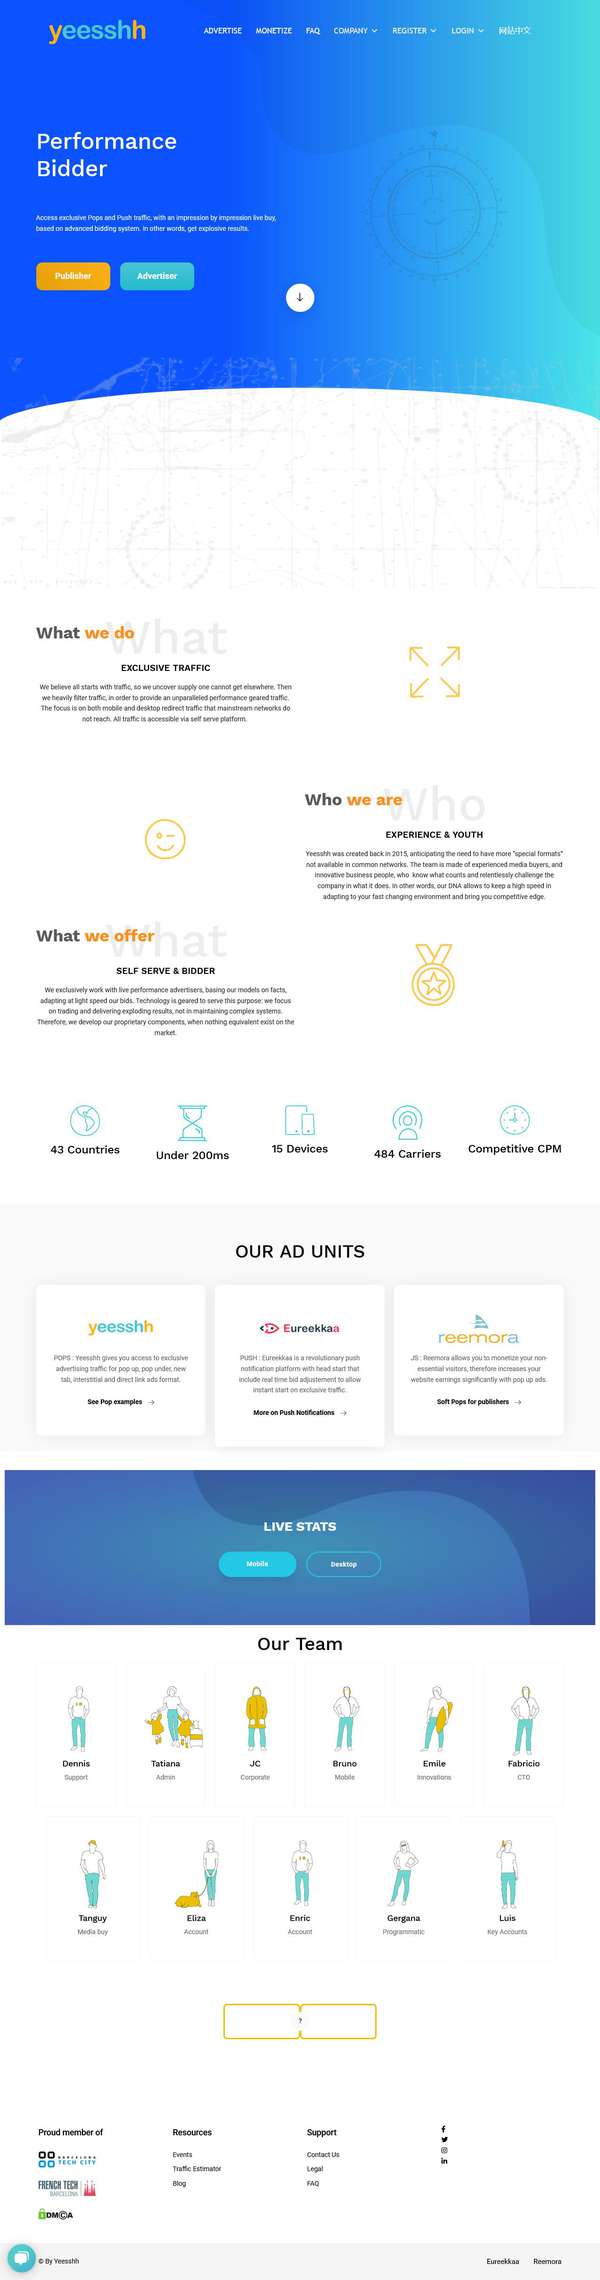 yeesshh
ADVERTISE
MONETIZE
FAQ
COMPANY
REGISTER
LOGIN
网站中文
Performance
Bidder
Access exclusive Pops and Push traffic, with an impression by impression live buy,
based on advanced bidding system. In other words, get explosive results.
Publisher
Advertiser
What
What we do
EXCLUSIVE TRAFFIC
We believe all starts with traffic, so we uncover supply one cannot get elsewhere. Then
we heavily filter traffic, in order to provide an unparalleled performance geared traffic.
The focus is on both mobile and desktop redirect traffic that mainstream networks do
not reach. All traffic is accessible via self serve platform.
Who
Who we are
EXPERIENCE & YOUTH
Yeesshh was created back in 2015, anticipating the need to have more "special formats"
not available in common networks. The team is made of experienced media buyers, and
innovative business people, who  know what counts and relentlessly challenge the
company in what it does. In other words, our DNA allows to keep a high speed in
adapting to your fast changing environment and bring you competitive edge.
What
What we offer
SELF SERVE & BIDDER
We exclusively work with live performance advertisers, basing our models on facts,
adapting at light speed our bids. Technology is geared to serve this purpose: we focus
on trading and delivering exploding results, not in maintaining complex systems.
Therefore, we develop our proprietary components, when nothing equivalent exist on the
market.
43 Countries
Under 200ms
15 Devices
484 Carriers
Competitive CPM
OUR AD UNITS
yeesshh
POPS : Yeesshh gives you access to exclusive
advertising traffic for pop up, pop under, new
tab, interstitial and direct link ads format.
See Pop examples
Eureekkaa
PUSH : Eureekkaa is a revolutionary push
notification platform with head start that
include real time bid adjustement to allow
instant start on exclusive traffic.
More on Push Notifications
reemora
JS : Reemora allows you to monetize your non-
essential visitors, therefore increases your
website earnings significantly with pop up ads.
Soft Pops for publishers
LIVE STATS
Mobile
Desktop
Our Team
Dennis
Support
Tatiana
Admin
JC
Corporate
Bruno
Mobile
Emile
Innovations
Fabricio
CTO
Tanguy
Media buy
Eliza
Account
Enric
Account
Gergana
Programmatic
Luis
Key Accounts
?
Proud member of
BARCELONA
TECH CITY
FRENCH TECH
BARCELONA
DMCA
Resources
Events
Traffic Estimator
Blog
Support
Contact Us
Legal
FAQ
© By Yeesshh
Eureekkaa
Reemora